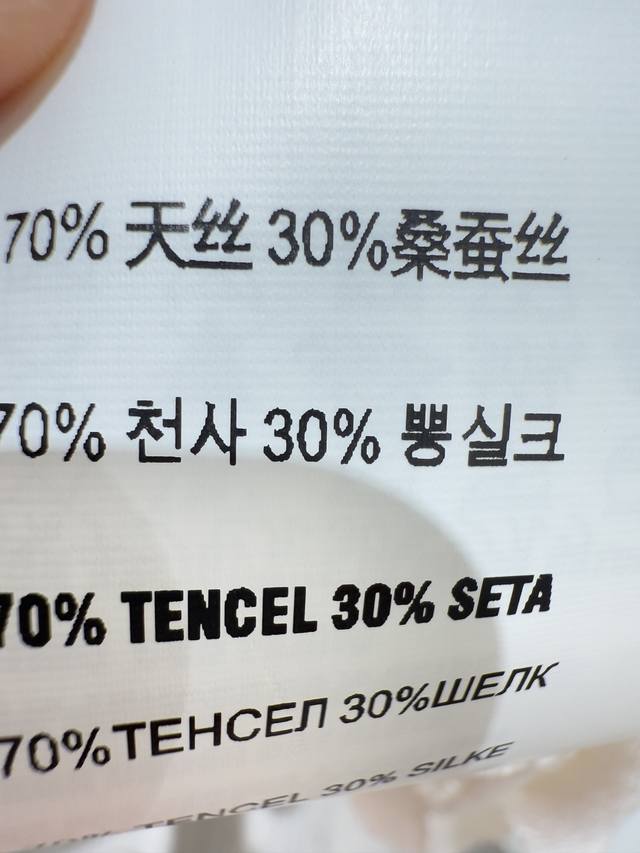 70% 天丝 30%桑蚕丝
70% 천사 30% 뽕실크
70% TENCEL 30% SETA
70%ТЕНСЕЛ 30%ШЕЛК
70% TENCEL 30% SILKE